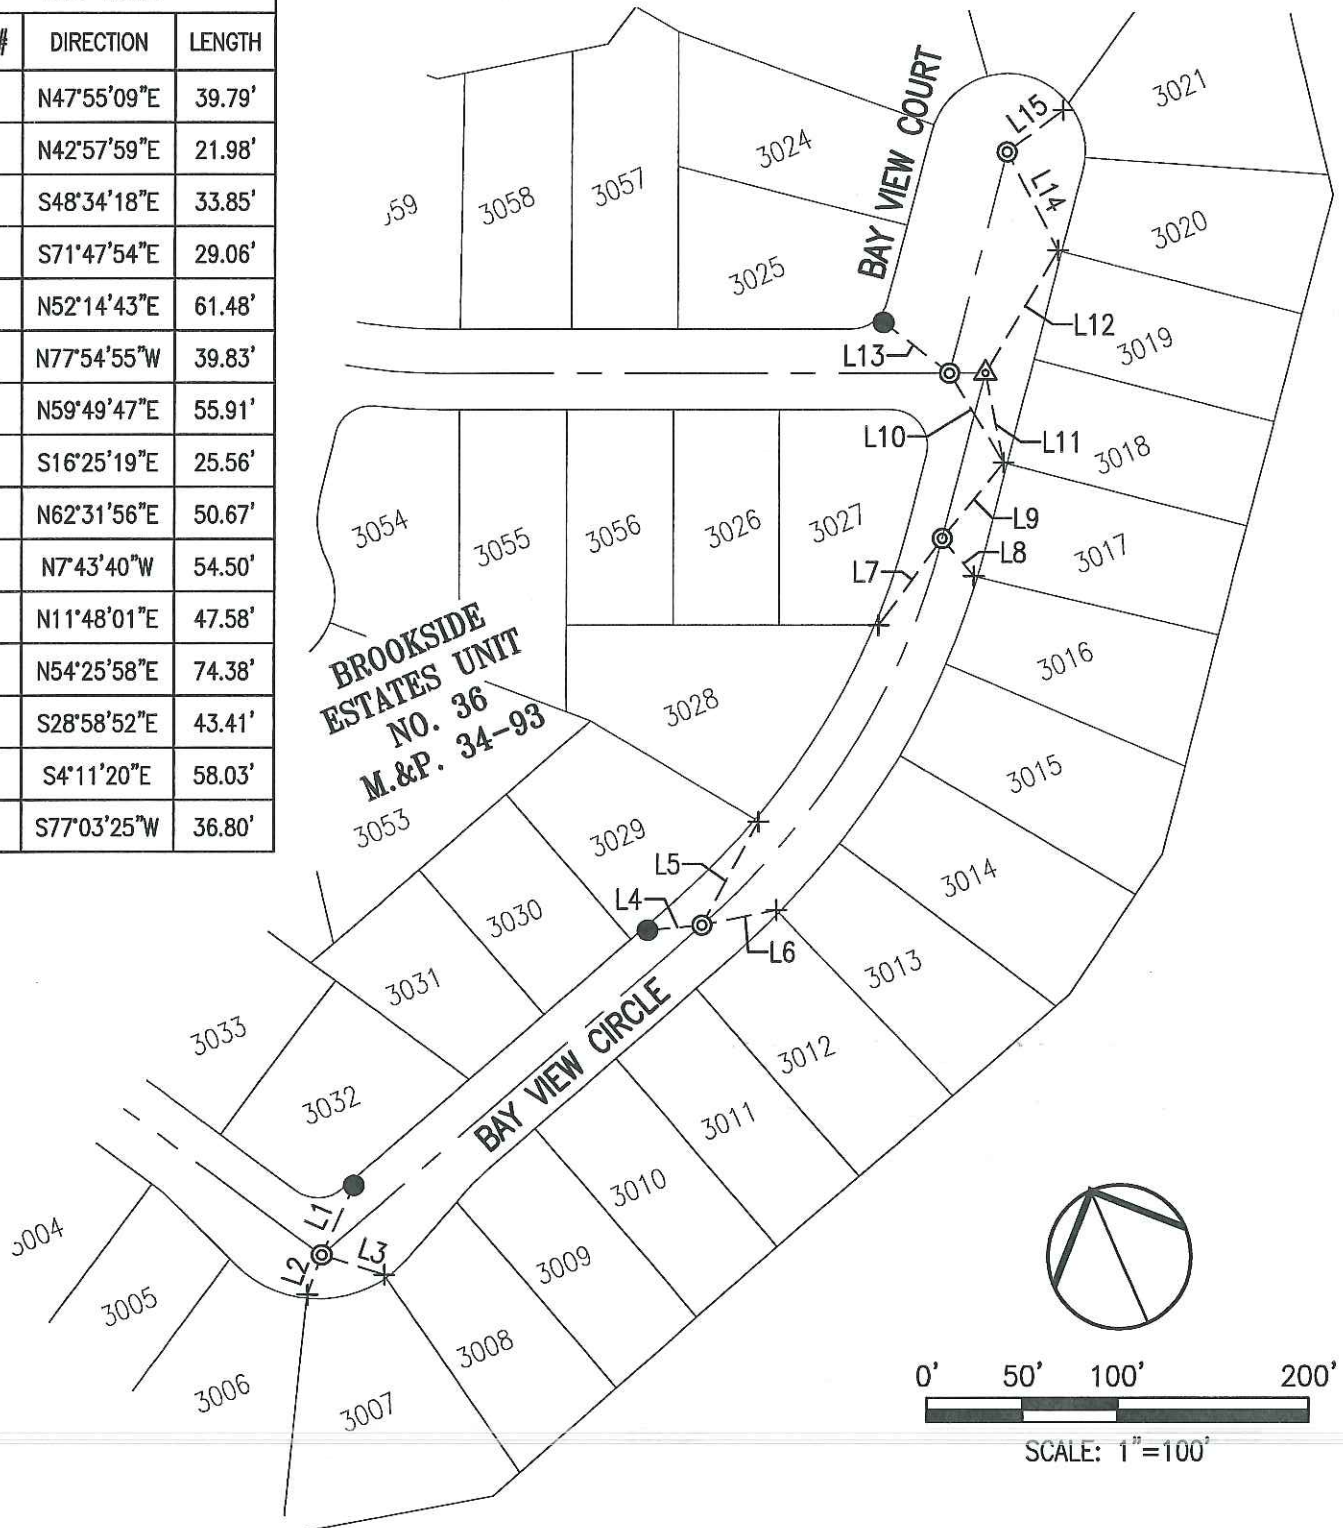 # DIRECTION LENGTH
N47°55'09"E 39.79'
N42°57'59"E 21.98'
S48°34'18"E 33.85'
S71°47'54"E 29.06'
N52°14'43"E 61.48'
N77°54'55"W 39.83'
N59°49'47"E 55.91'
S16°25'19"E 25.56'
N62°31'56"E 50.67'
N7°43'40"W 54.50'
N11°48'01"E 47.58'
N54°25'58"E 74.38'
S28°58'52"E 43.41'
S4°11'20"E 58.03'
S77°03'25"W 36.80'
BAY VIEW COURT
L15
3021
3024
L14
3057
3058
59
3020
3025
L12
L13
3019
L10
L11
3018
3054
3055
3056
3026
3027
L9
L8
3017
L7
BROOKSIDE
ESTATES UNIT
NO. 36
M.&P. 34-93
3016
3028
3015
3053
3029
L5
L4
L6
3014
3030
3013
3031
BAY VIEW CIRCLE
3033
3012
3032
3011
3010
L1
L2
L3
3004
3009
3005
3008
3006
3007
0' 50' 100' 200'
SCALE: 1"=100'